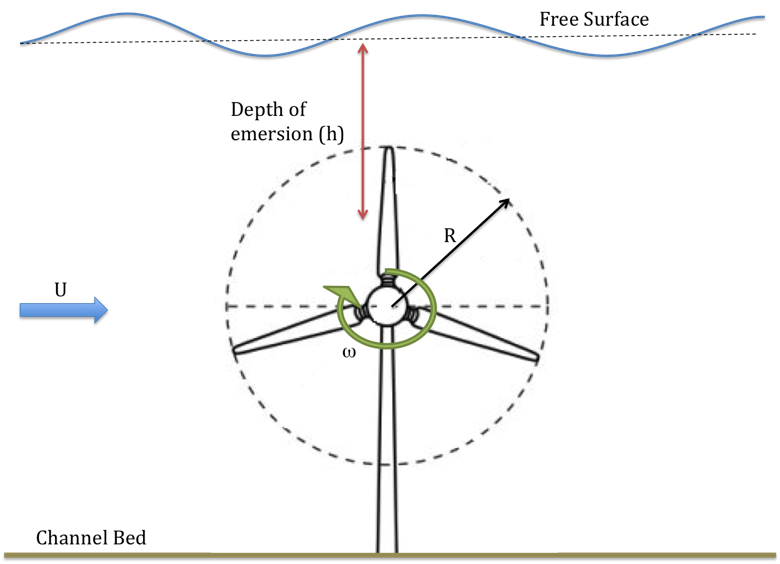 Free Surface
Depth of
emersion (h)
R
U
ω
Channel Bed